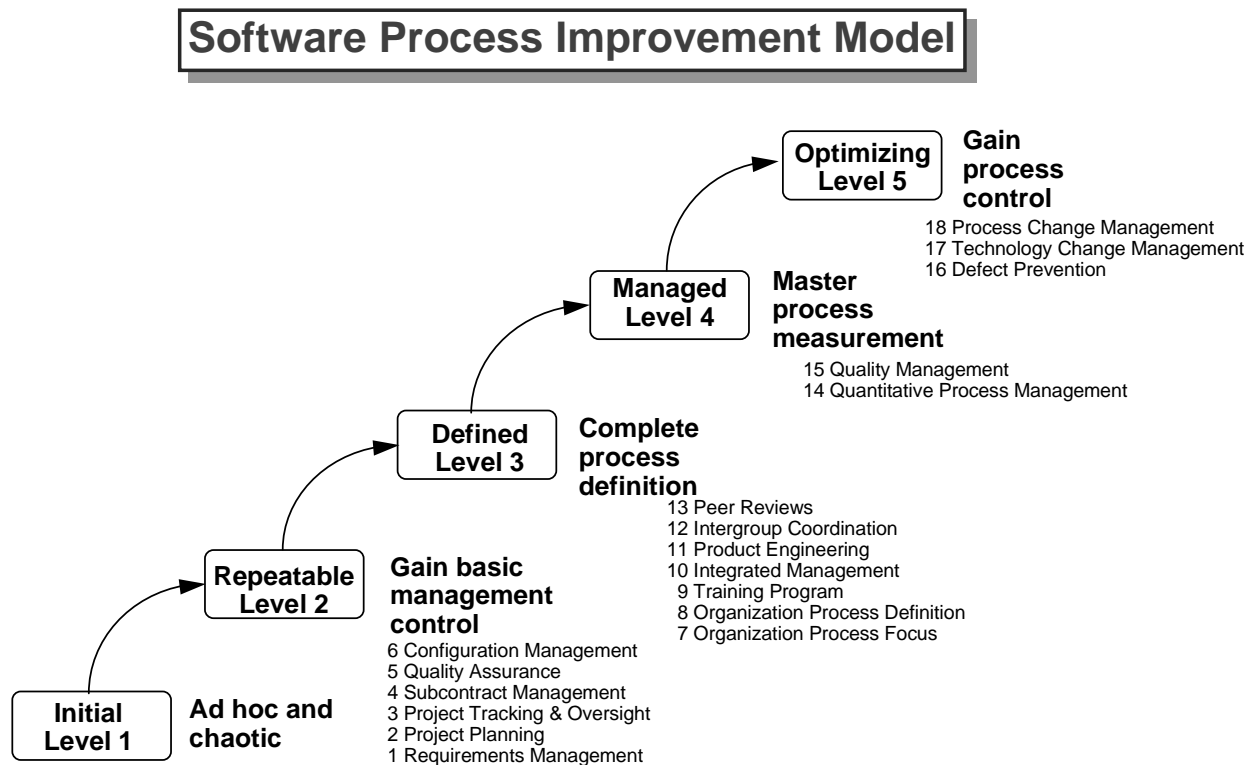 Software Process Improvement Model
Optimizing
Level 5
Gain
process
control
18 Process Change Management
17 Technology Change Management
16 Defect Prevention
Managed
Level 4
Master
process
measurement
15 Quality Management
14 Quantitative Process Management
Defined
Level 3
Complete
process
definition
13 Peer Reviews
12 Intergroup Coordination
11 Product Engineering
10 Integrated Management
9 Training Program
8 Organization Process Definition
7 Organization Process Focus
Repeatable
Level 2
Gain basic
management
control
6 Configuration Management
5 Quality Assurance
4 Subcontract Management
3 Project Tracking & Oversight
2 Project Planning
1 Requirements Management
Initial
Level 1
Ad hoc and
chaotic